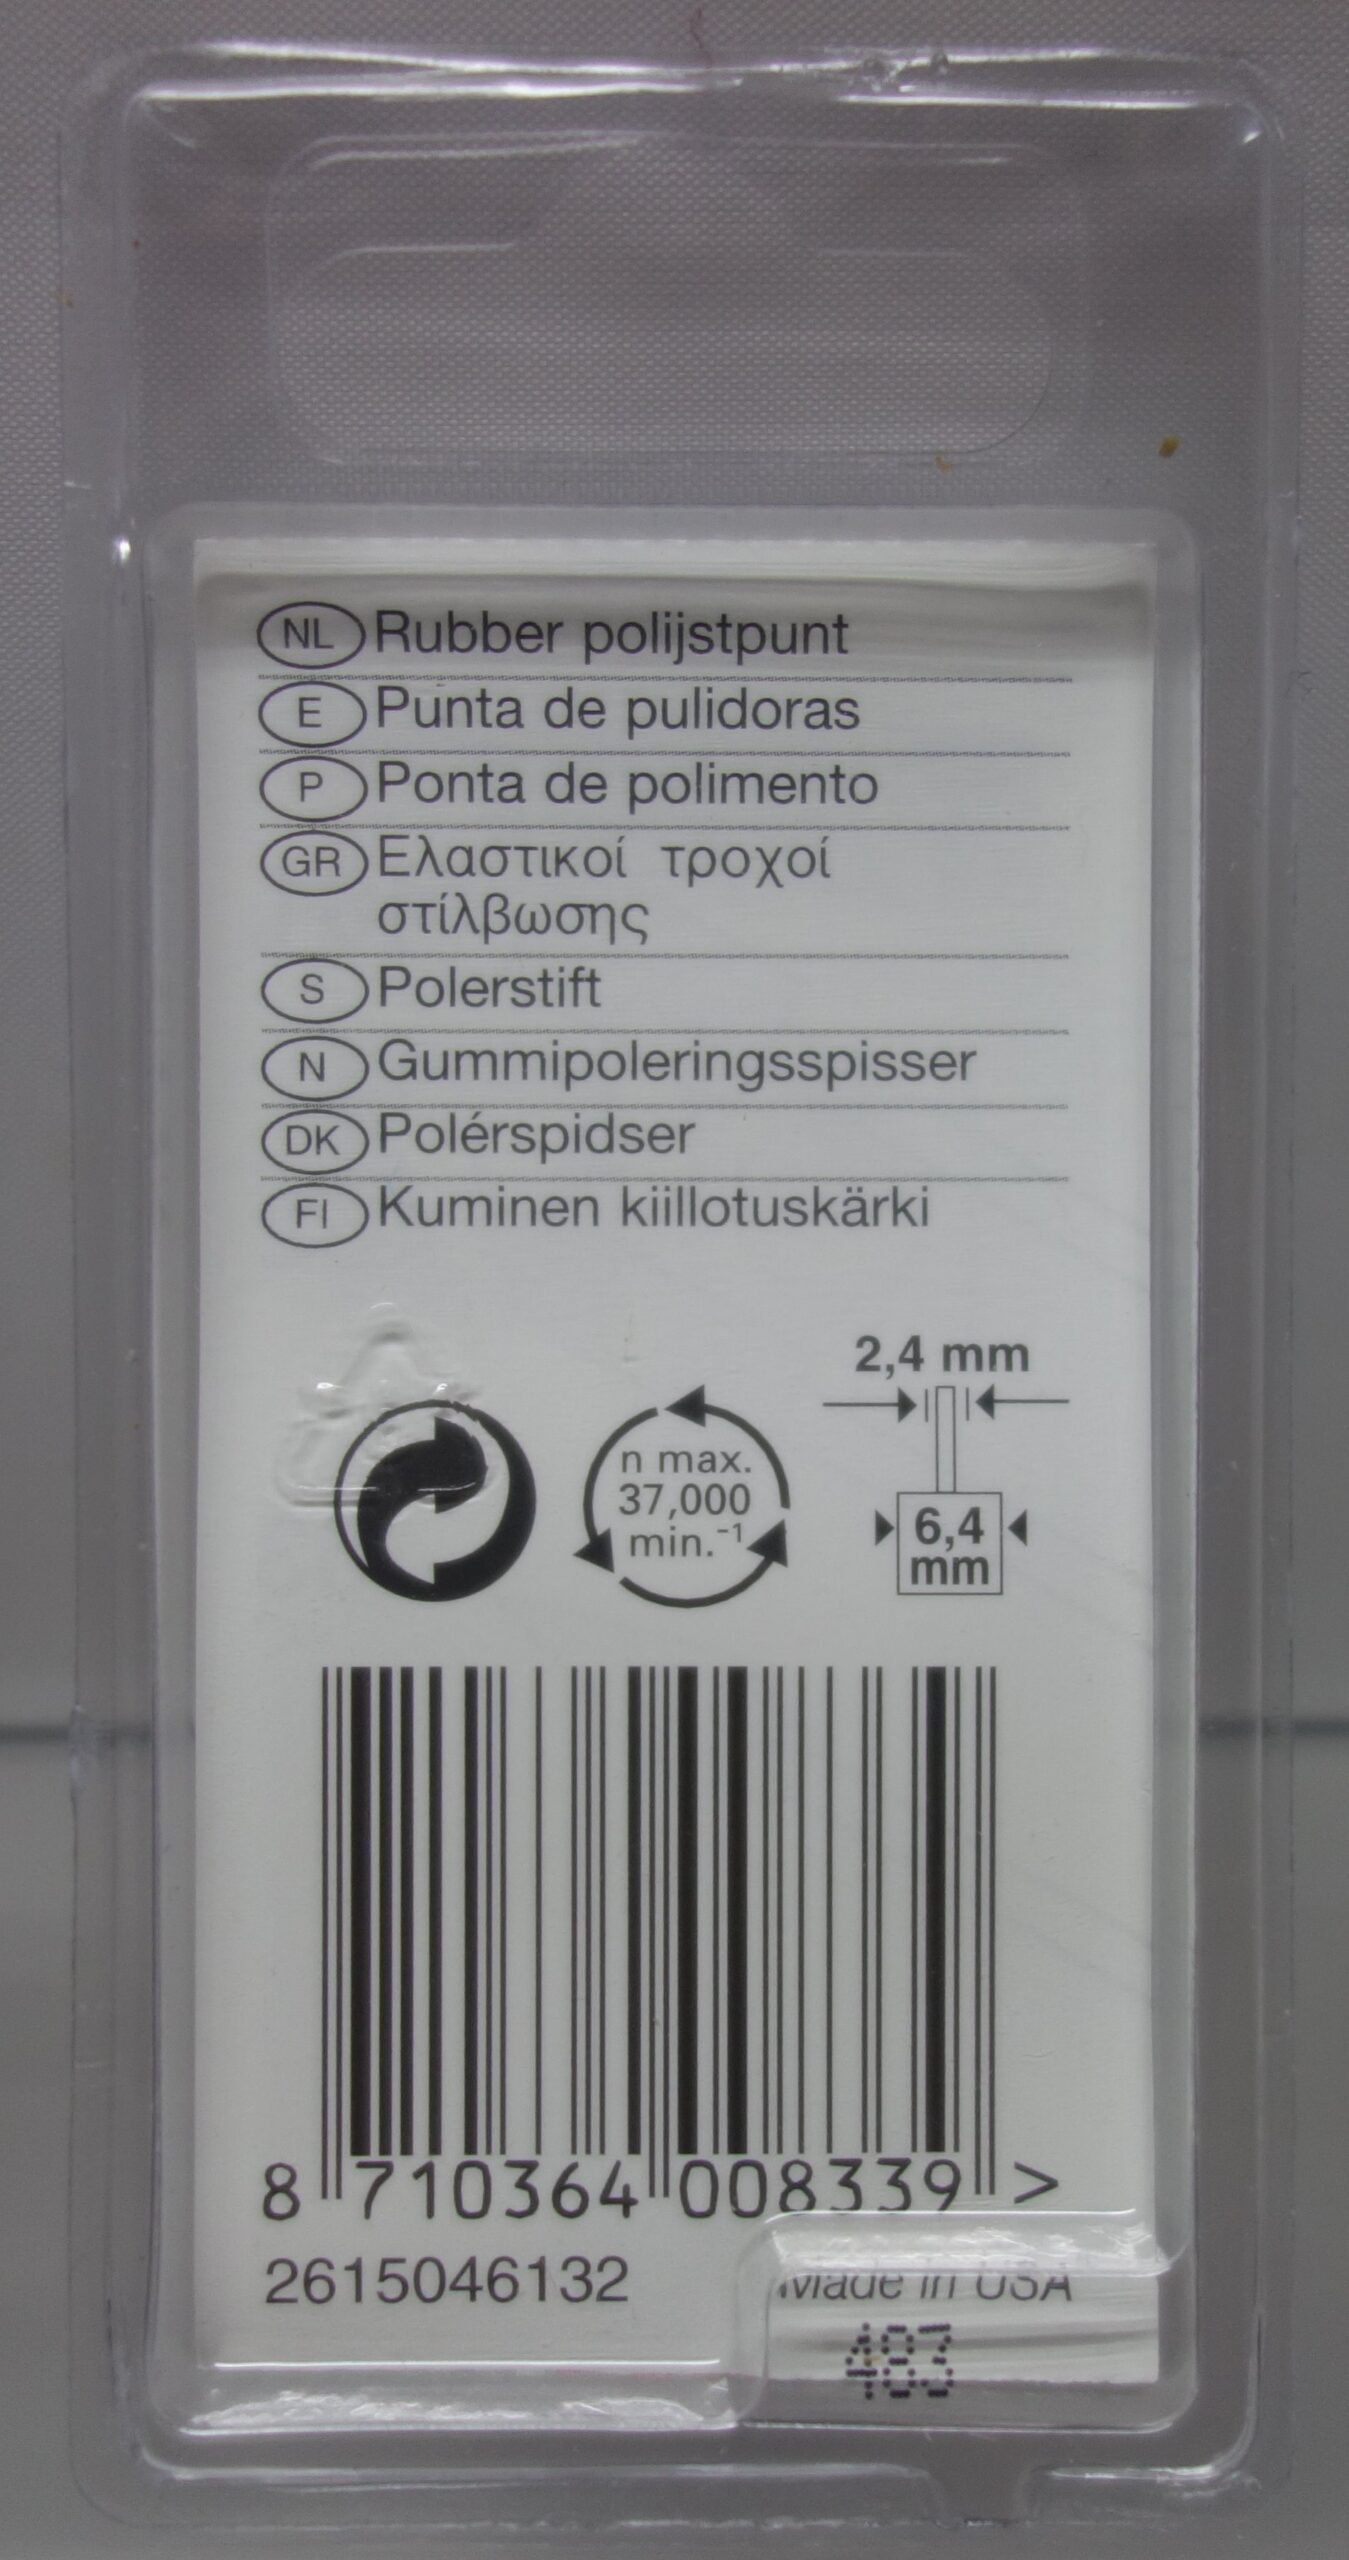 NL Rubber polijstpunt
E Punta de pulidoras
P Ponta de polimento
GR Ελαστικοί τροχοί
στίλβωσης
S Polerstift
N Gummipoleringsspisser
DK Polérspidser
FI Kuminen kiillotuskärki
2,4 mm
n max.
37,000
min.⁻¹
6,4
mm
8 710364 008339 >
2615046132 Made in USA
483